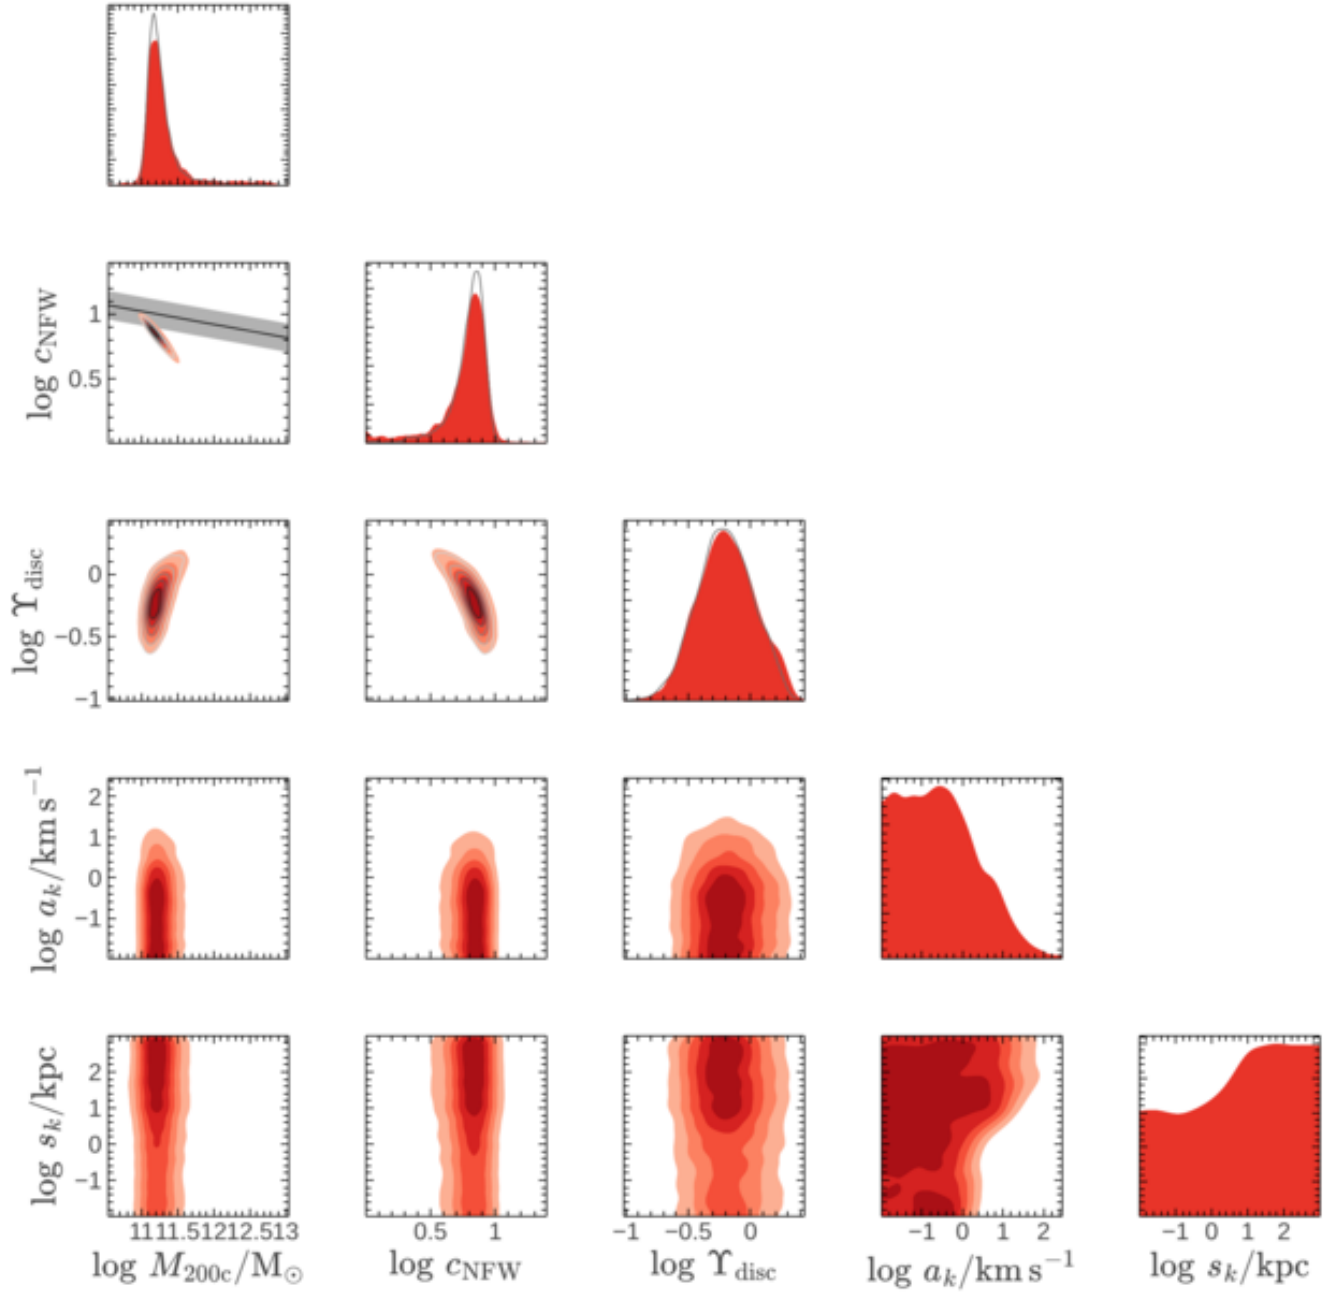 log c_NFW
1
0.5
log ϒ_disc
0
−0.5
−1
log a_k/km s⁻¹
2
1
0
−1
log s_k/kpc
2
1
0
−1
11 11.5 12 12.5 13
0.5 1
−1 −0.5 0
−1 0 1 2
−1 0 1 2
log M_200c/M_⊙
log c_NFW
log ϒ_disc
log a_k/km s⁻¹
log s_k/kpc